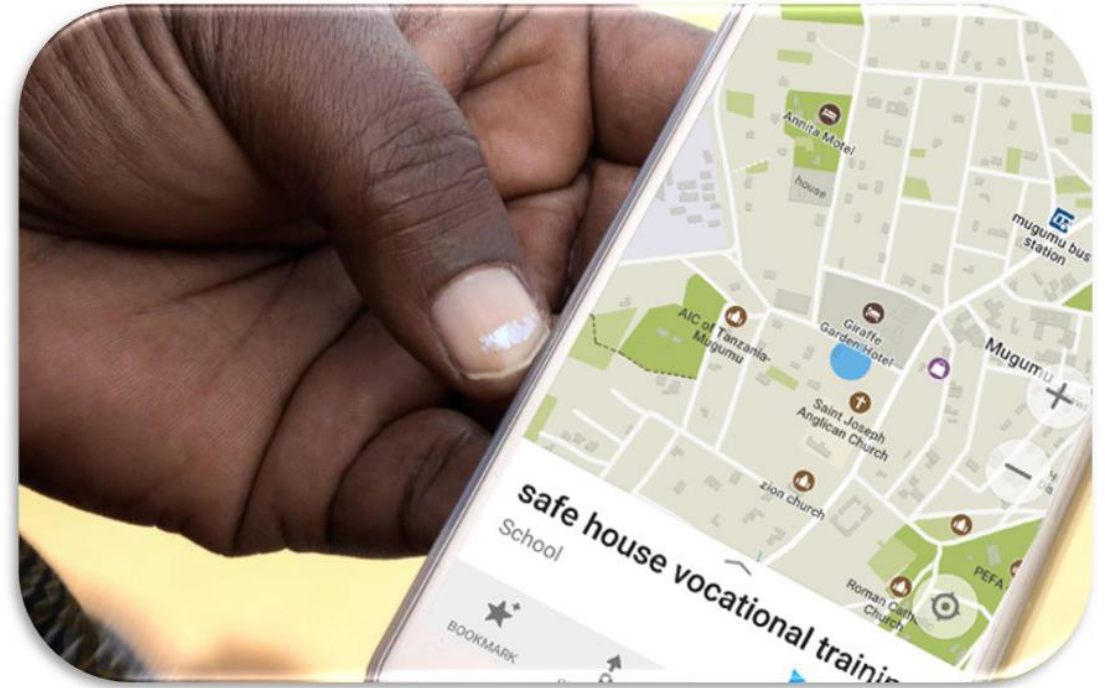 Annita Motel
house
mugumu bus
station
AIC of Tanzania-
Mugumu
Giraffe
Garden Hotel
Mugumu
Saint Joseph
Anglican Church
zion church
PEFA
Roman Catholic
Church
safe house vocational training
School
BOOKMARK